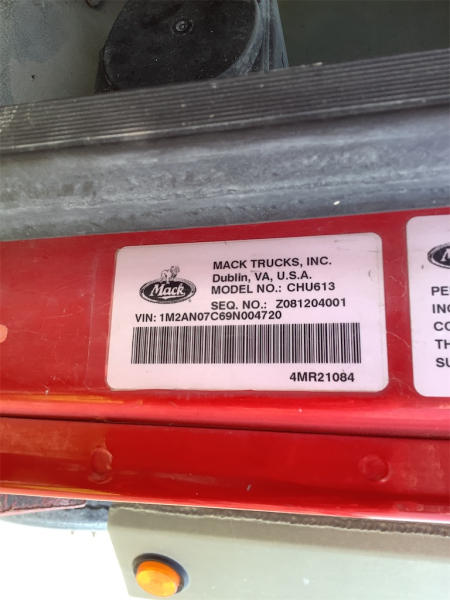 Mack
MACK TRUCKS, INC.
Dublin, VA, U.S.A.
MODEL NO.: CHU613
SEQ. NO.: Z081204001
VIN: 1M2AN07C69N004720
4MR21084
M
PE
INC
CO
TH
SU